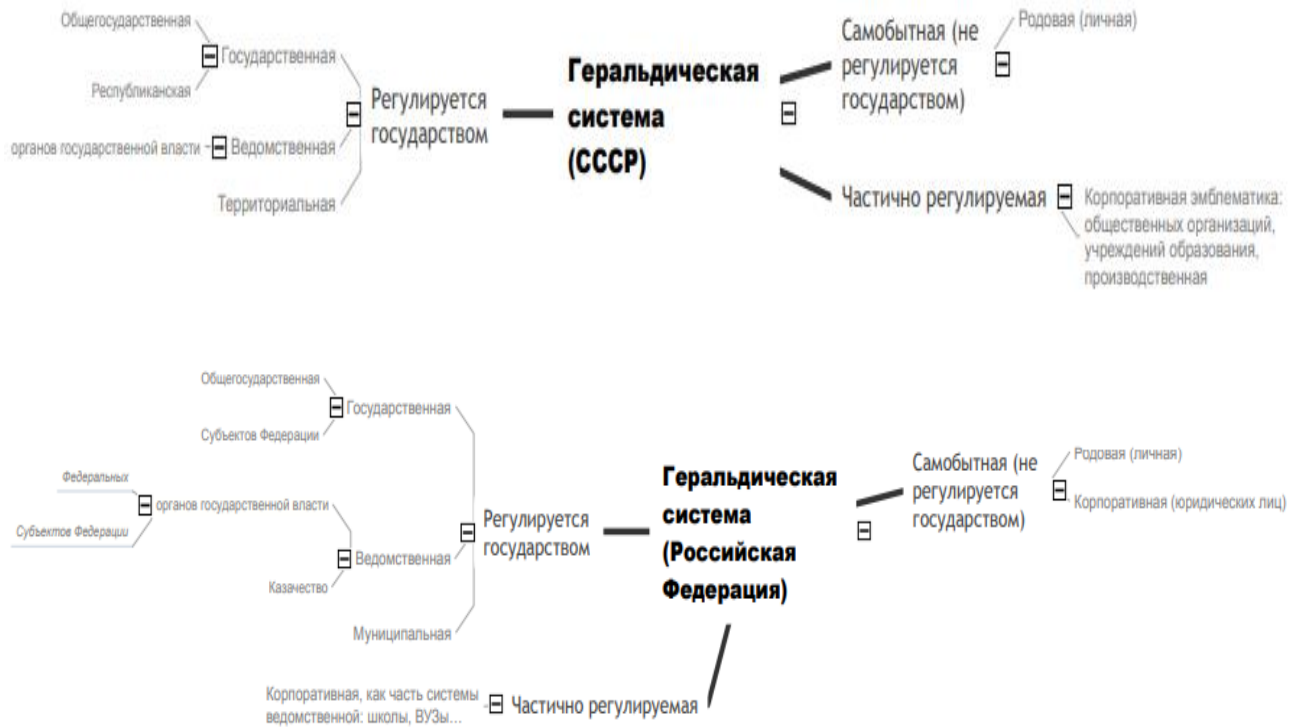 Общегосударственная
Государственная
Республиканская
органов государственной власти
Ведомственная
Территориальная
Регулируется
государством
Геральдическая
система
(СССР)
Самобытная (не
регулируется
государством)
Родовая (личная)
Частично регулируемая
Корпоративная эмблематика:
общественных организаций,
учреждений образования,
производственная
Общегосударственная
Государственная
Субъектов Федерации
Федеральных
органов государственной власти
Субъектов Федерации
Ведомственная
Казачество
Муниципальная
Регулируется
государством
Геральдическая
система
(Российская
Федерация)
Самобытная (не
регулируется
государством)
Родовая (личная)
Корпоративная (юридических лиц)
Корпоративная, как часть системы
ведомственной: школы, ВУЗы...
Частично регулируемая